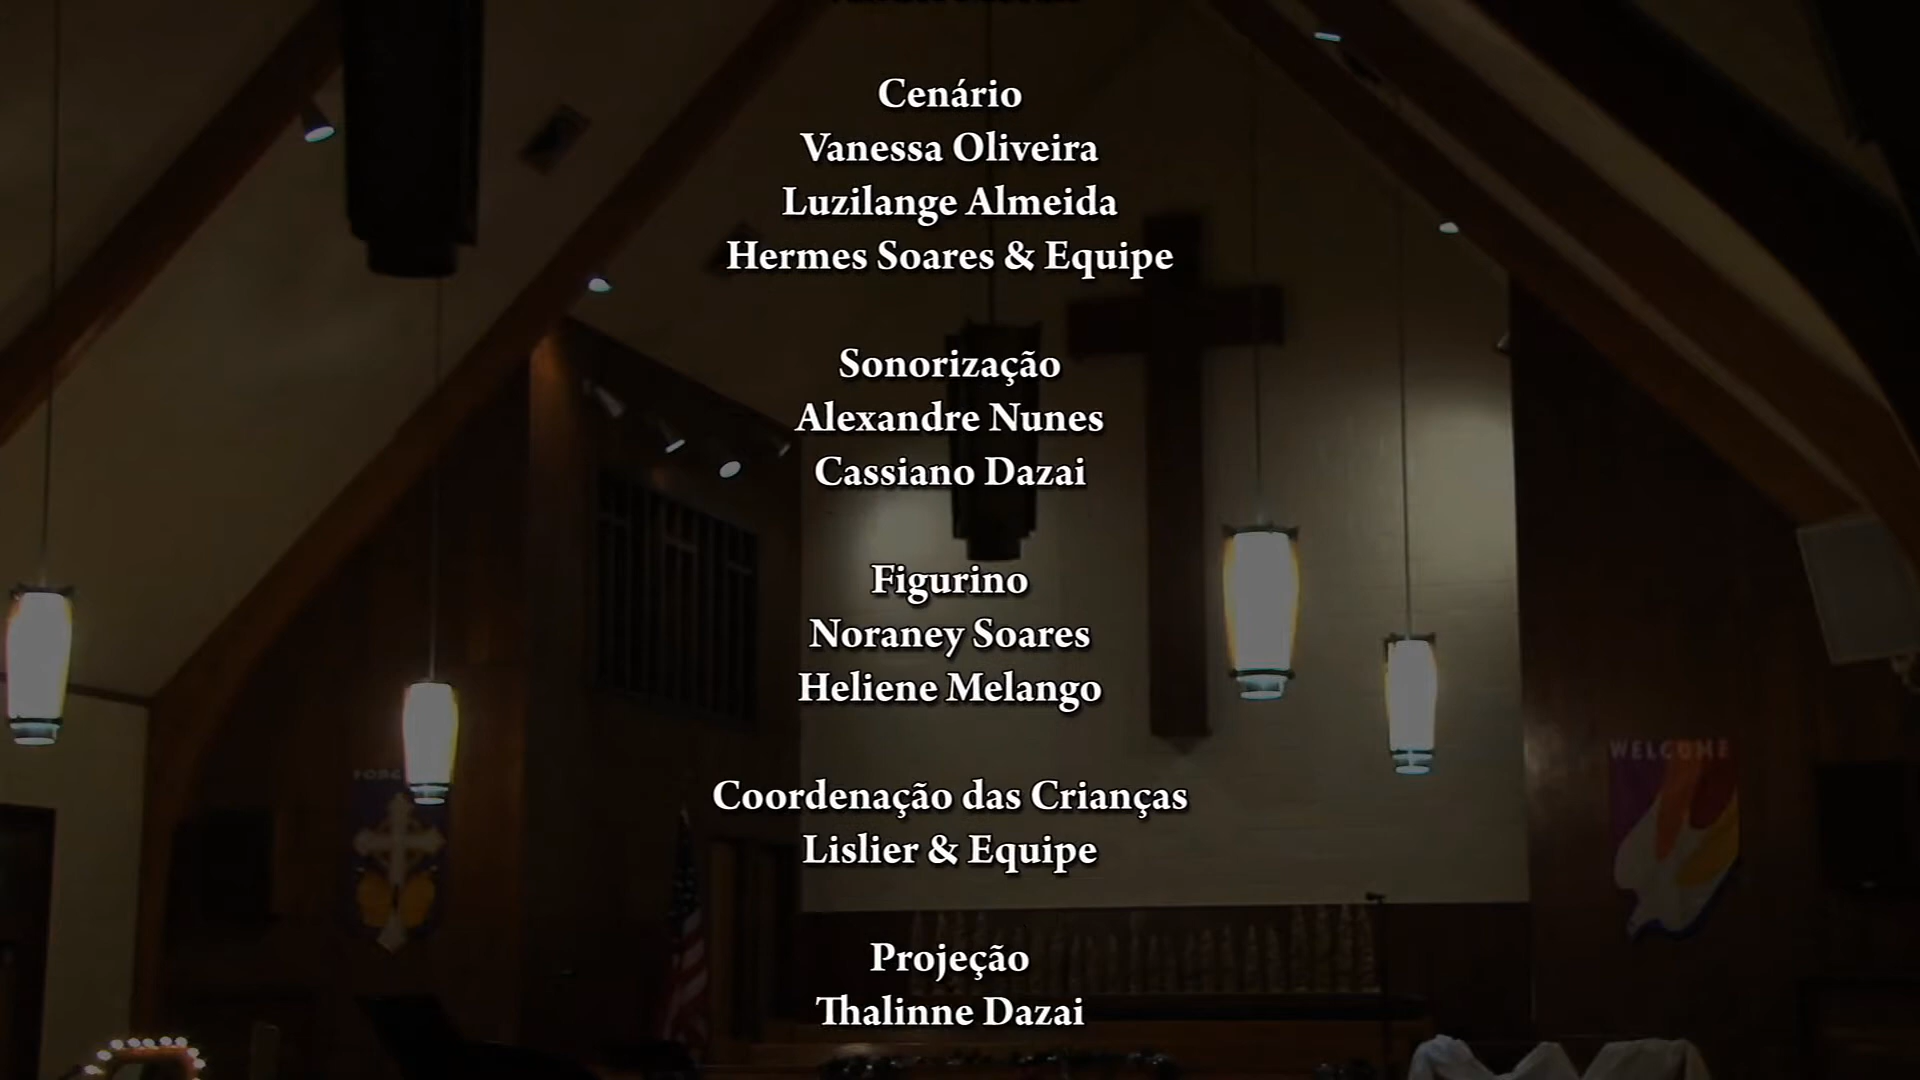 Cenário
Vanessa Oliveira
Luzilange Almeida
Hermes Soares & Equipe
Sonorização
Alexandre Nunes
Cassiano Dazai
Figurino
Noraney Soares
Heliene Melango
Coordenação das Crianças
Lislier & Equipe
Projeção
Thalinne Dazai
WELCOME